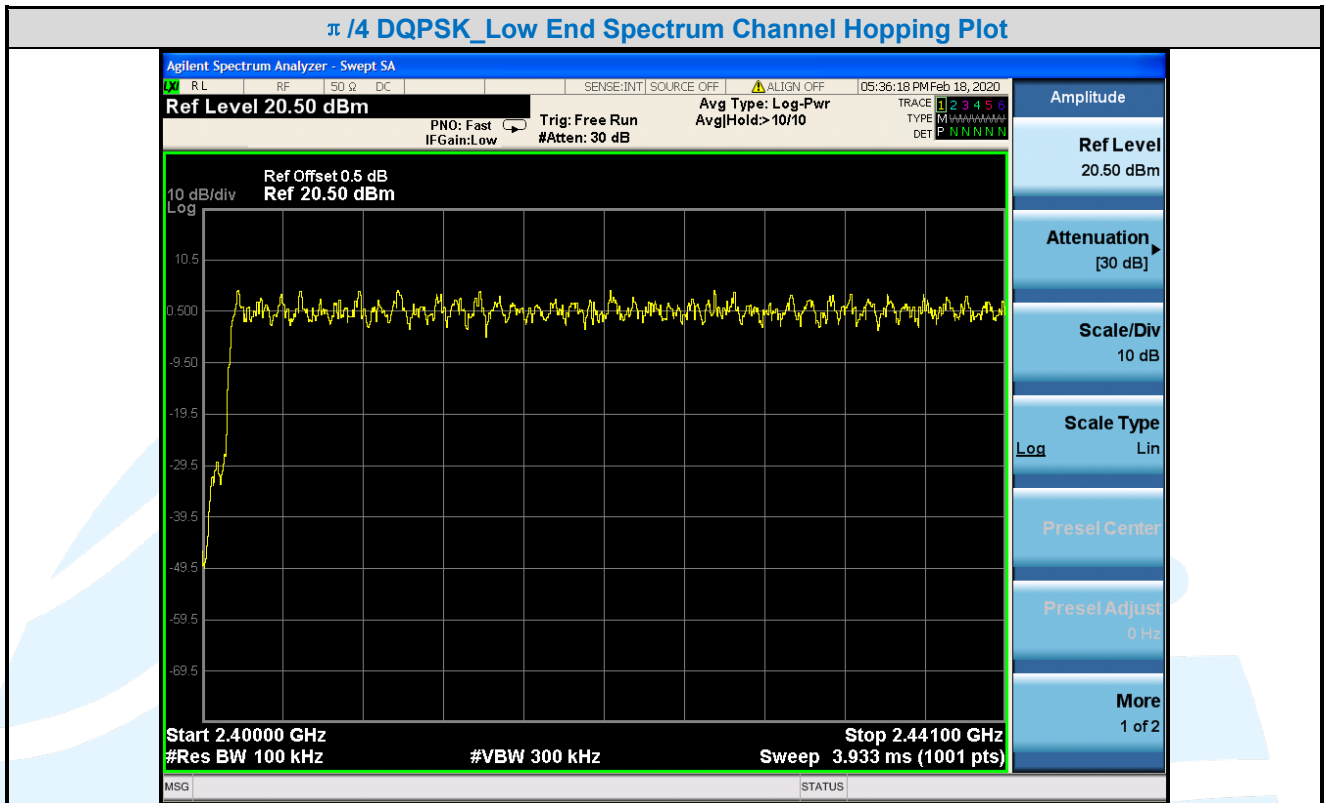 π /4 DQPSK_Low End Spectrum Channel Hopping Plot
Agilent Spectrum Analyzer - Swept SA
LXI RL RF 50 Ω DC SENSE:INT SOURCE OFF ALIGN OFF 05:36:18 PM Feb 18, 2020
Ref Level 20.50 dBm
PNO: Fast
IFGain:Low
Trig: Free Run
#Atten: 30 dB
Avg Type: Log-Pwr
Avg|Hold:>10/10
TRACE 1 2 3 4 5 6
TYPE M
DET P N N N N N
Ref Offset 0.5 dB
10 dB/div Ref 20.50 dBm
Log
10.5
0.500
-9.50
-19.5
-29.5
-39.5
-49.5
-59.5
-69.5
Start 2.40000 GHz Stop 2.44100 GHz
#Res BW 100 kHz #VBW 300 kHz Sweep 3.933 ms (1001 pts)
MSG STATUS
Amplitude
Ref Level
20.50 dBm
Attenuation
[30 dB]
Scale/Div
10 dB
Scale Type
Log Lin
Presel Center
Presel Adjust
0 Hz
More
1 of 2